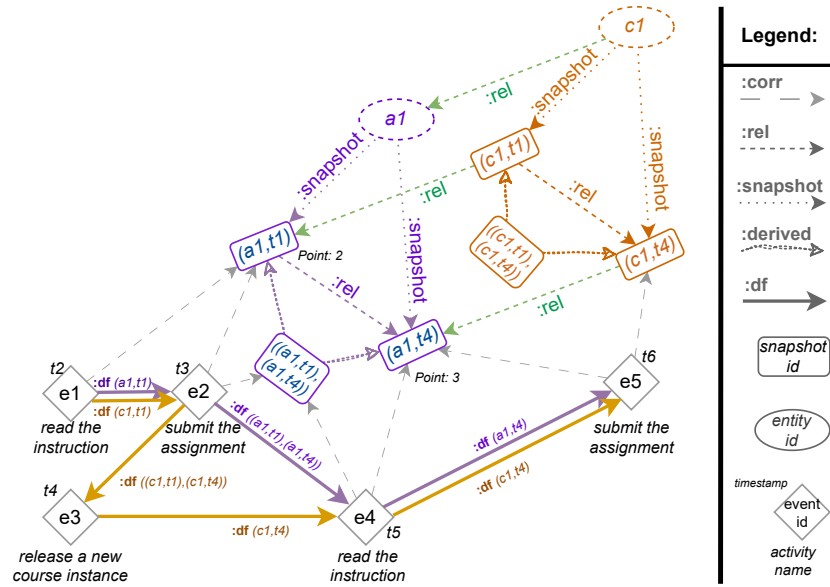 c1
:rel
:snapshot
a1
:snapshot
(c1,t1)
:snapshot
:rel
:rel
:snapshot
(a1,t1)
Point: 2
((c1,t1),
(c1,t4))
(c1,t4)
:rel
:rel
((a1,t1),
(a1,t4))
(a1,t4)
Point: 3
t2
e1
read the
instruction
:df (a1,t1)
:df (c1,t1)
t3
e2
submit the
assignment
:df ((a1,t1),(a1,t4))
:df ((c1,t1),(c1,t4))
t6
e5
submit the
assignment
:df (a1,t4)
:df (c1,t4)
t4
e3
release a new
course instance
:df (c1,t4)
e4
t5
read the
instruction
Legend:
:corr
:rel
:snapshot
:derived
:df
snapshot
id
entity
id
timestamp
event
id
activity
name